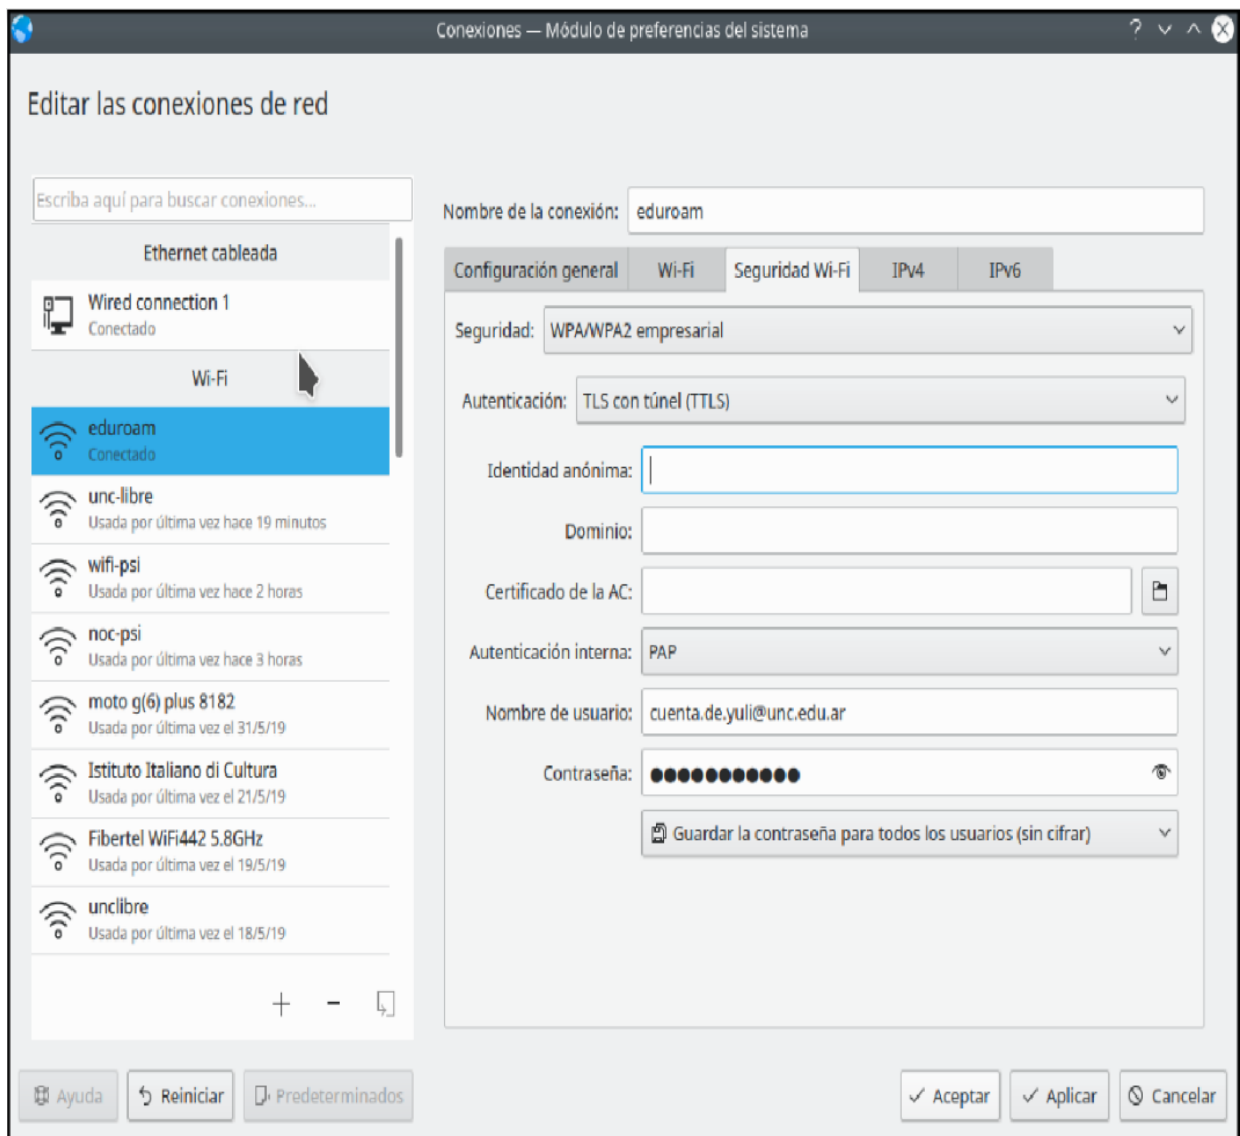 Conexiones — Módulo de preferencias del sistema
Editar las conexiones de red
Escriba aquí para buscar conexiones...
Ethernet cableada
Wired connection 1
Conectado
Wi-Fi
eduroam
Conectado
unc-libre
Usada por última vez hace 19 minutos
wifi-psi
Usada por última vez hace 2 horas
noc-psi
Usada por última vez hace 3 horas
moto g(6) plus 8182
Usada por última vez el 31/5/19
Istituto Italiano di Cultura
Usada por última vez el 21/5/19
Fibertel WiFi442 5.8GHz
Usada por última vez el 19/5/19
unclibre
Usada por última vez el 18/5/19
Nombre de la conexión: eduroam
Configuración general Wi-Fi Seguridad Wi-Fi IPv4 IPv6
Seguridad: WPA/WPA2 empresarial
Autenticación: TLS con túnel (TTLS)
Identidad anónima:
Dominio:
Certificado de la AC:
Autenticación interna: PAP
Nombre de usuario: cuenta.de.yuli@unc.edu.ar
Contraseña: ●●●●●●●●●●●
Guardar la contraseña para todos los usuarios (sin cifrar)
Ayuda Reiniciar Predeterminados Aceptar Aplicar Cancelar